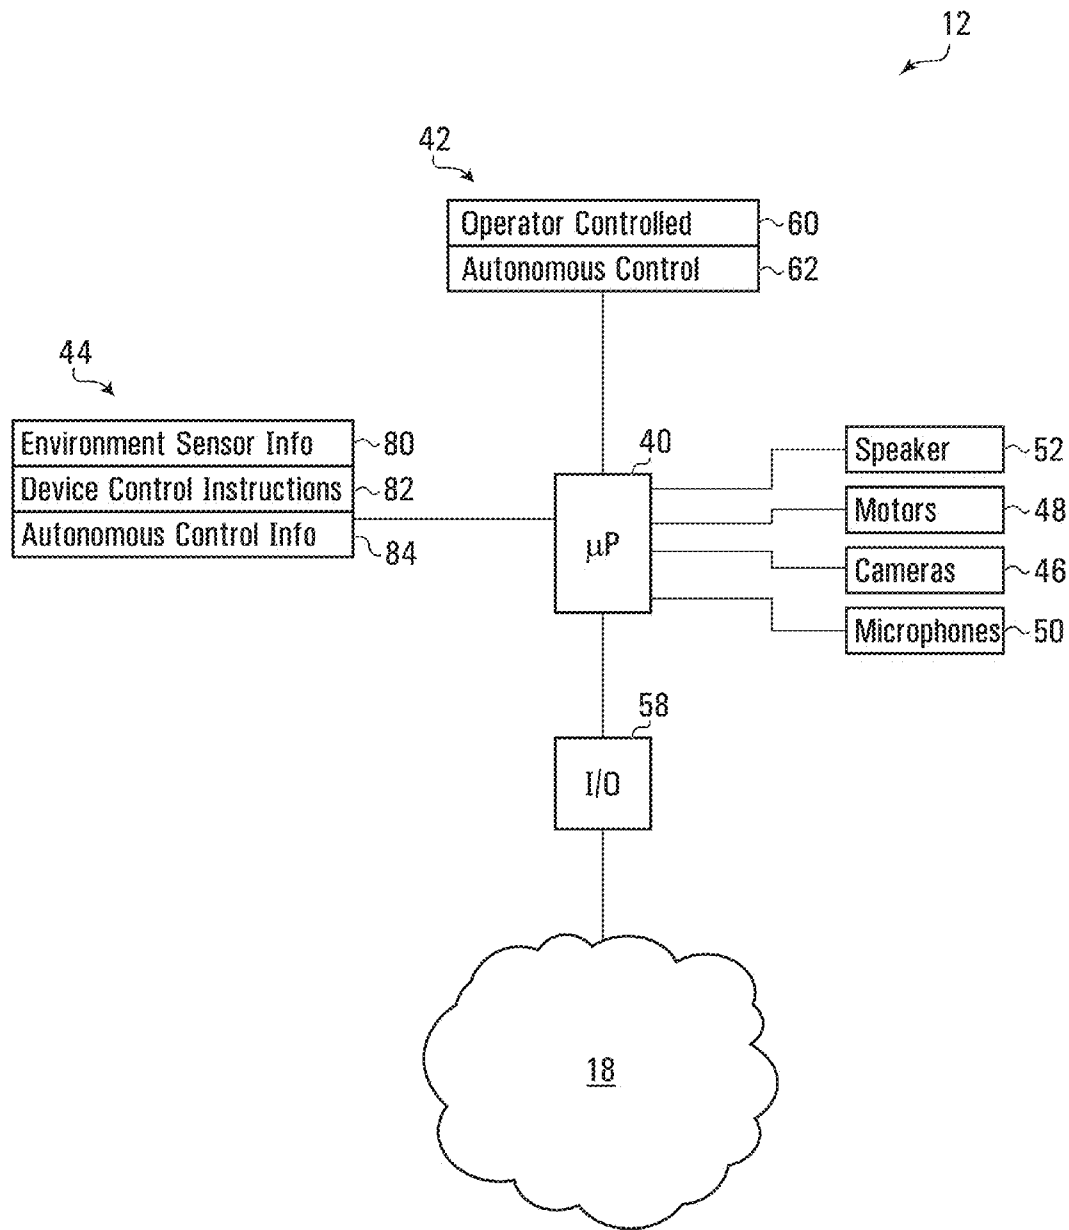 12
42
Operator Controlled 60
Autonomous Control 62
44
Environment Sensor Info 80
Device Control Instructions 82
Autonomous Control Info 84
40
µP
Speaker 52
Motors 48
Cameras 46
Microphones 50
58
I/O
18